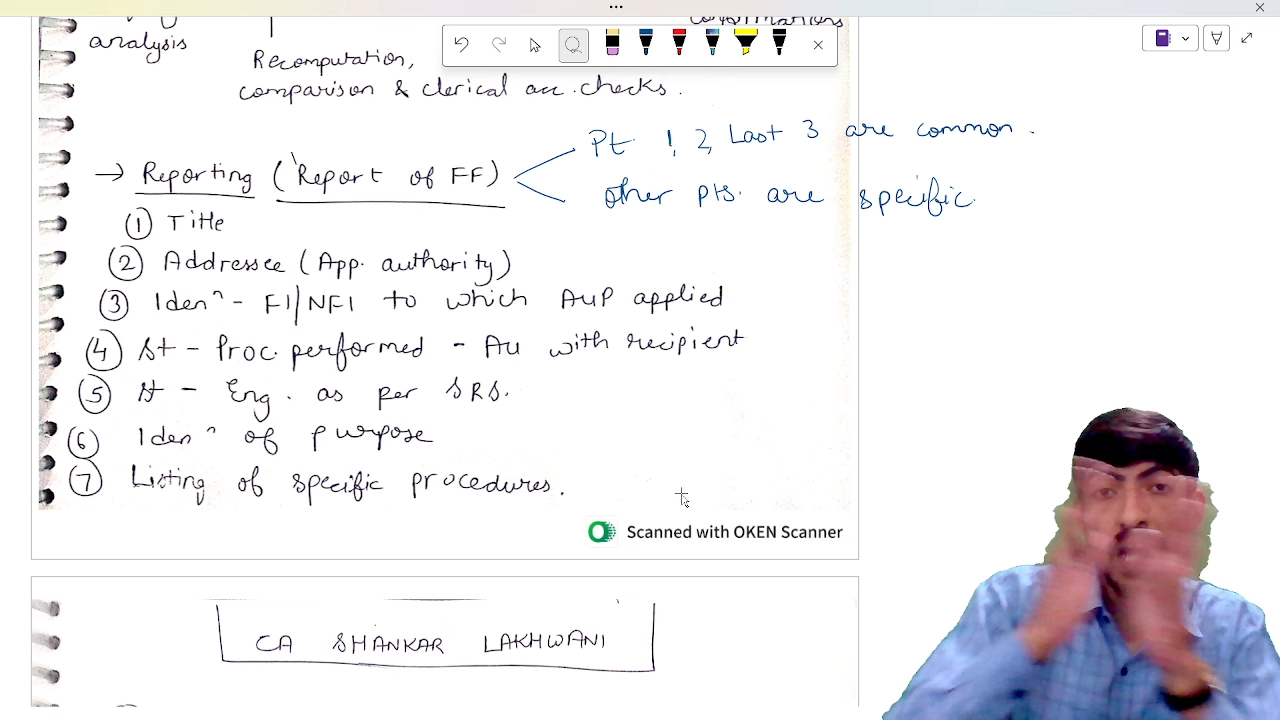 analysis
Recomputation,
comparison & clerical acc. checks.
→ Reporting (Report of FF)
Pt 1, 2, Last 3 are common.
other pts. are specific.
① Title
② Addressee (App. authority)
③ Idenⁿ - FI/NFI to which AUP applied
④ St - Proc. performed - AU with recipient
⑤ St - Eng. as per SRS.
⑥ Idenⁿ of purpose
⑦ Listing of specific procedures.
Scanned with OKEN Scanner
CA SHANKAR LAKHWANI